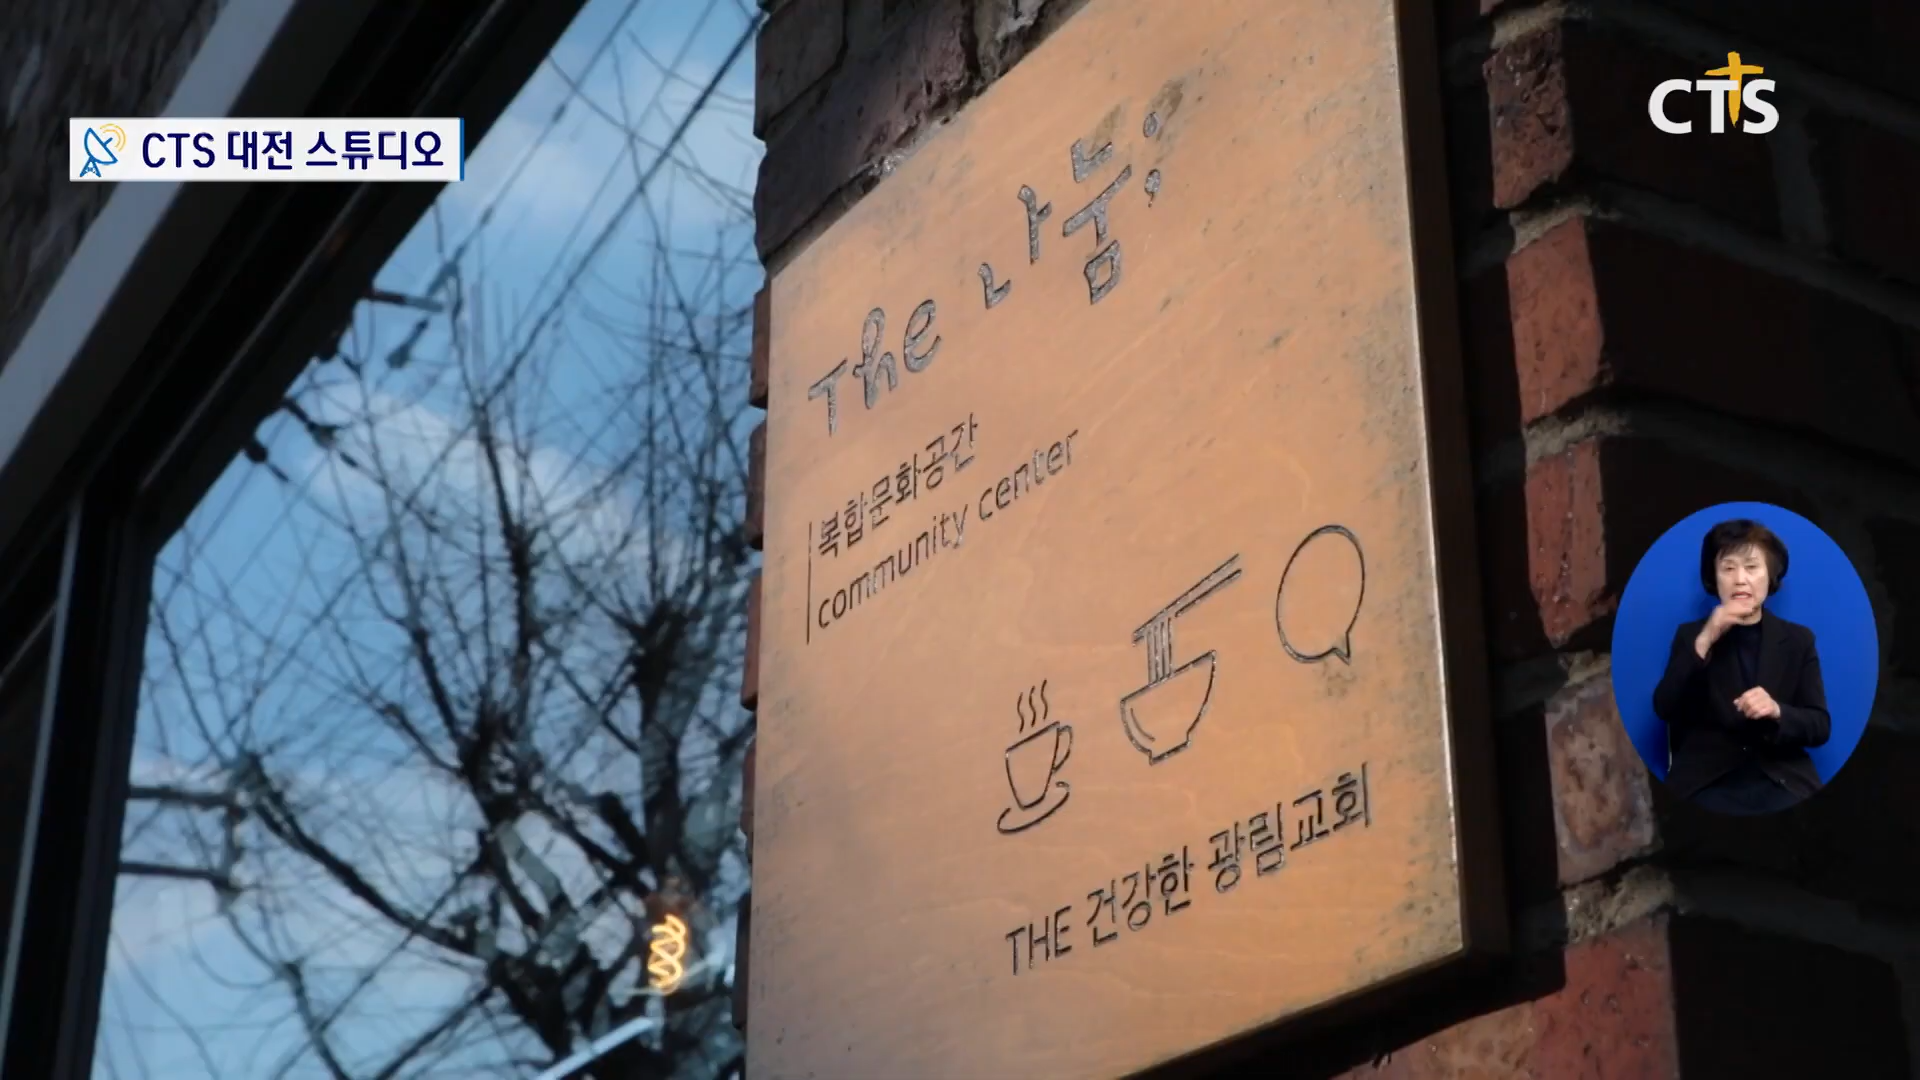 CTS 대전 스튜디오
CTS
The 나눔;
복합문화공간
community center
THE 건강한 광림교회